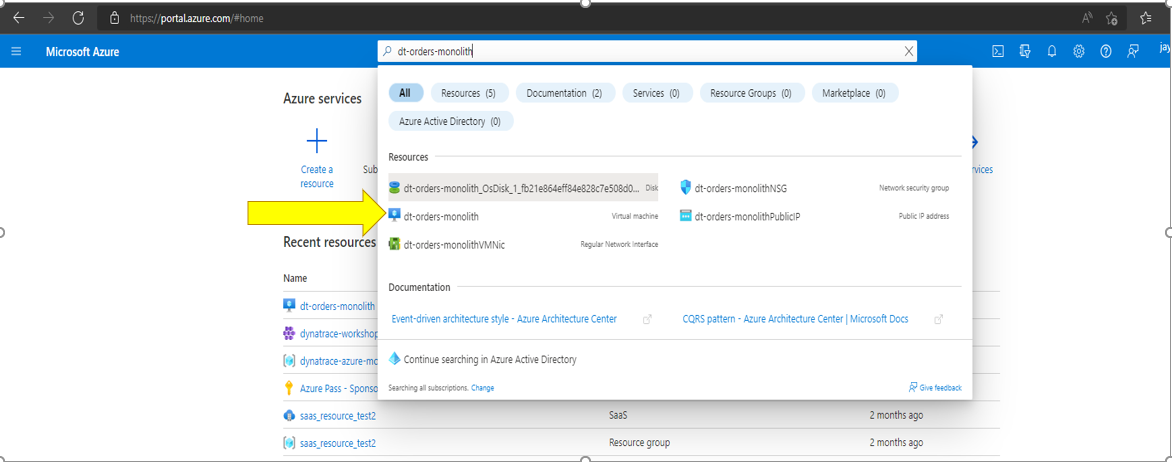 https://portal.azure.com/#home
Microsoft Azure
dt-orders-monolith
Azure services
Create a resource
Sub
All
Resources (5)
Documentation (2)
Services (0)
Resource Groups (0)
Marketplace (0)
Azure Active Directory (0)
Resources
dt-orders-monolith_OsDisk_1_fb21e864eff84e828c7e508d0... Disk
dt-orders-monolithNSG Network security group
dt-orders-monolith Virtual machine
dt-orders-monolithPublicIP Public IP address
dt-orders-monolithVMNic Regular Network Interface
Documentation
Event-driven architecture style - Azure Architecture Center
CQRS pattern - Azure Architecture Center | Microsoft Docs
Continue searching in Azure Active Directory
Searching all subscriptions. Change
Give feedback
Recent resources
Name
dt-orders-monolith
dynatrace-workshop
dynatrace-azure-mo
Azure Pass - Sponso
saas_resource_test2 SaaS 2 months ago
saas_resource_test2 Resource group 2 months ago